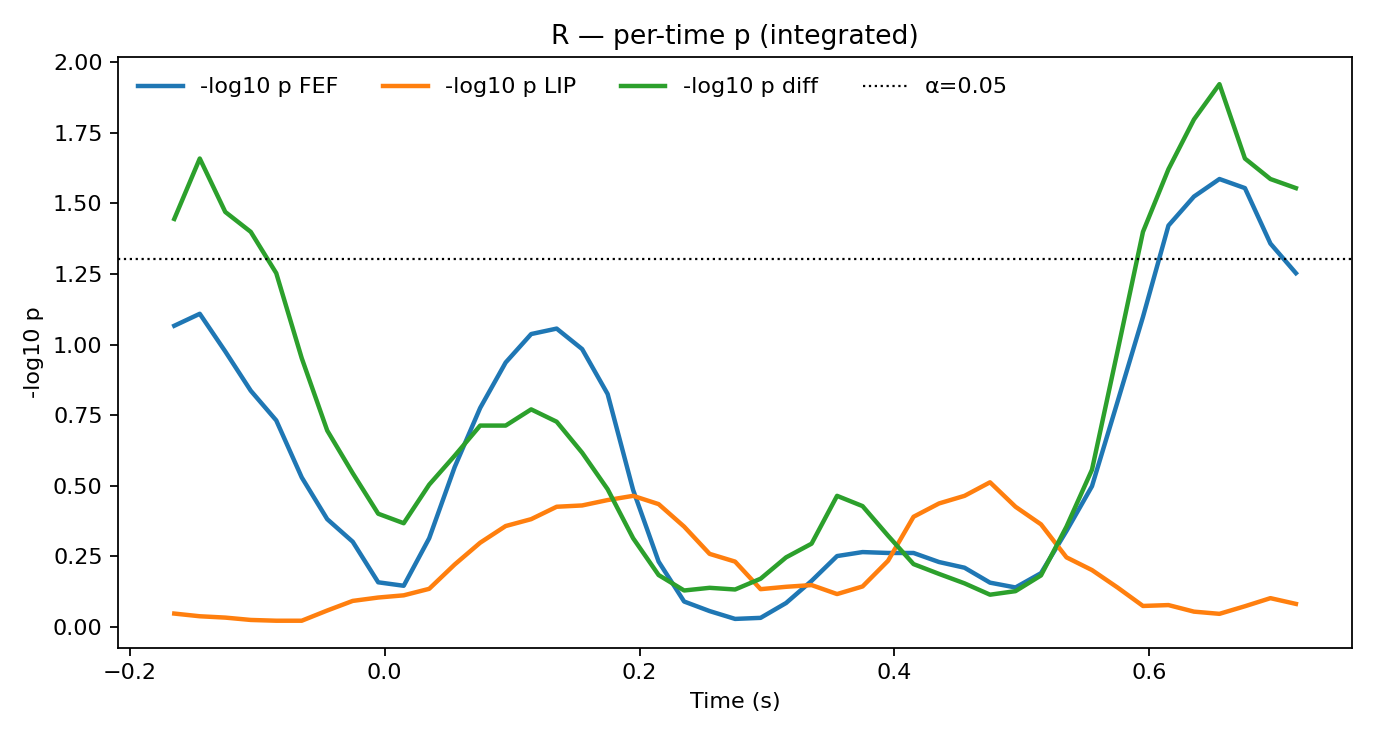 R — per-time p (integrated)
-log10 p FEF -log10 p LIP -log10 p diff α=0.05
2.00
1.75
1.50
1.25
1.00
0.75
0.50
0.25
0.00
-log10 p
−0.2 0.0 0.2 0.4 0.6
Time (s)